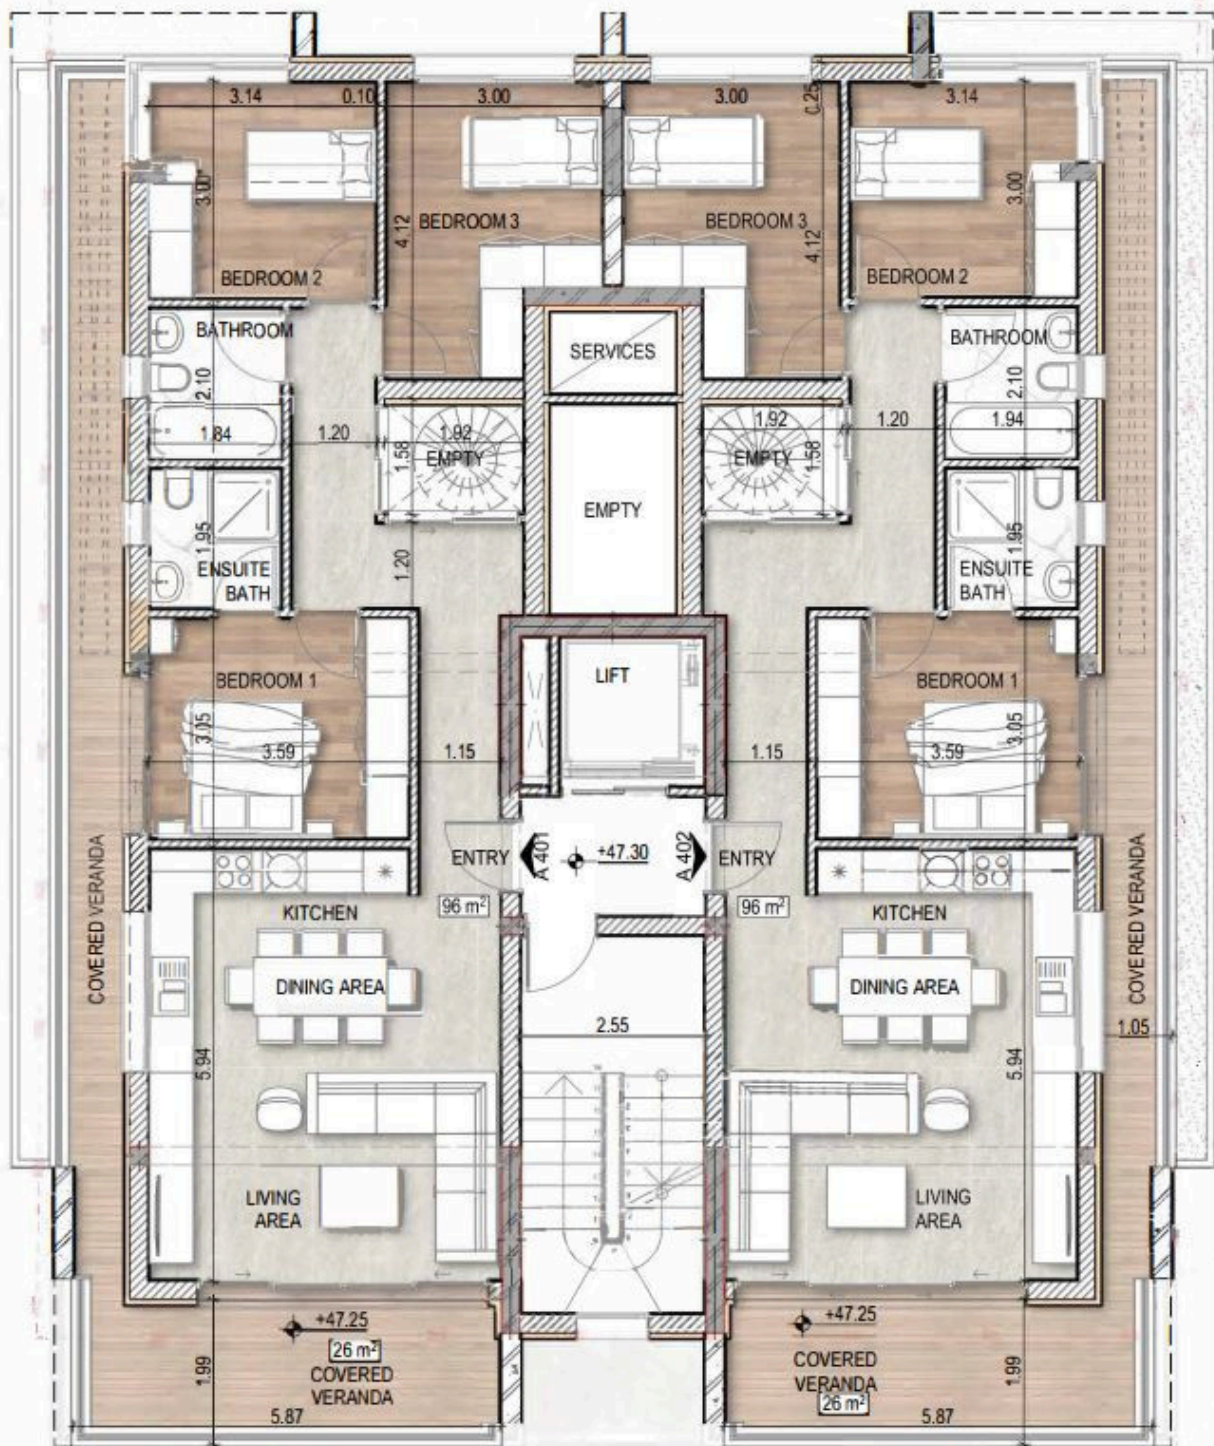 3.14
0.10
3.00
3.00
0.25
3.14
3.00
4.12
BEDROOM 3
BEDROOM 3
4.12
3.00
BEDROOM 2
BEDROOM 2
BATHROOM
SERVICES
BATHROOM
2.10
2.10
1.84
1.20
1.92
1.58
EMPTY
1.92
1.58
EMPTY
1.20
1.94
EMPTY
1.95
ENSUITE
BATH
1.20
1.95
ENSUITE
BATH
BEDROOM 1
LIFT
BEDROOM 1
3.05
3.59
1.15
1.15
3.59
3.05
ENTRY
A 401
+47.30
A 402
ENTRY
96 m²
96 m²
COVERED VERANDA
KITCHEN
KITCHEN
COVERED VERANDA
DINING AREA
DINING AREA
2.55
1.05
5.94
5.94
LIVING
AREA
LIVING
AREA
+47.25
26 m²
COVERED
VERANDA
1.99
5.87
+47.25
COVERED
VERANDA
26 m²
1.99
5.87